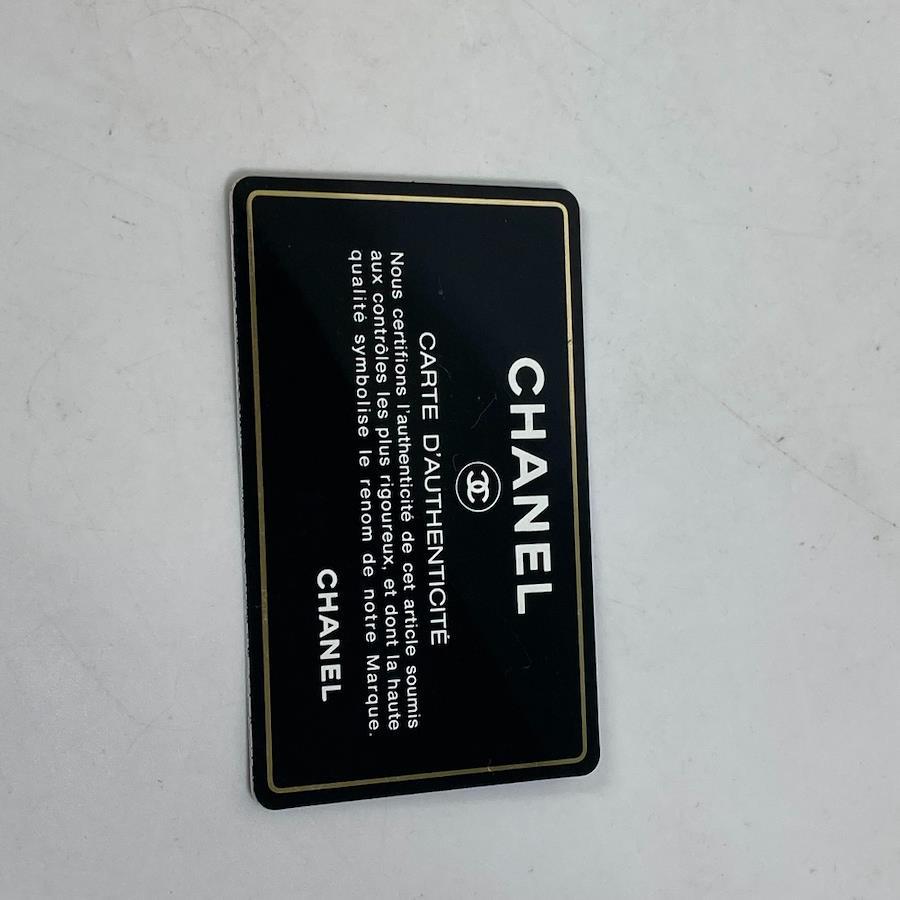 CHANEL
CARTE D'AUTHENTICITÉ
Nous certifions l'authenticité de cet article soumis
aux contrôles les plus rigoureux, et dont la haute
qualité symbolise le renom de notre Marque.
CHANEL